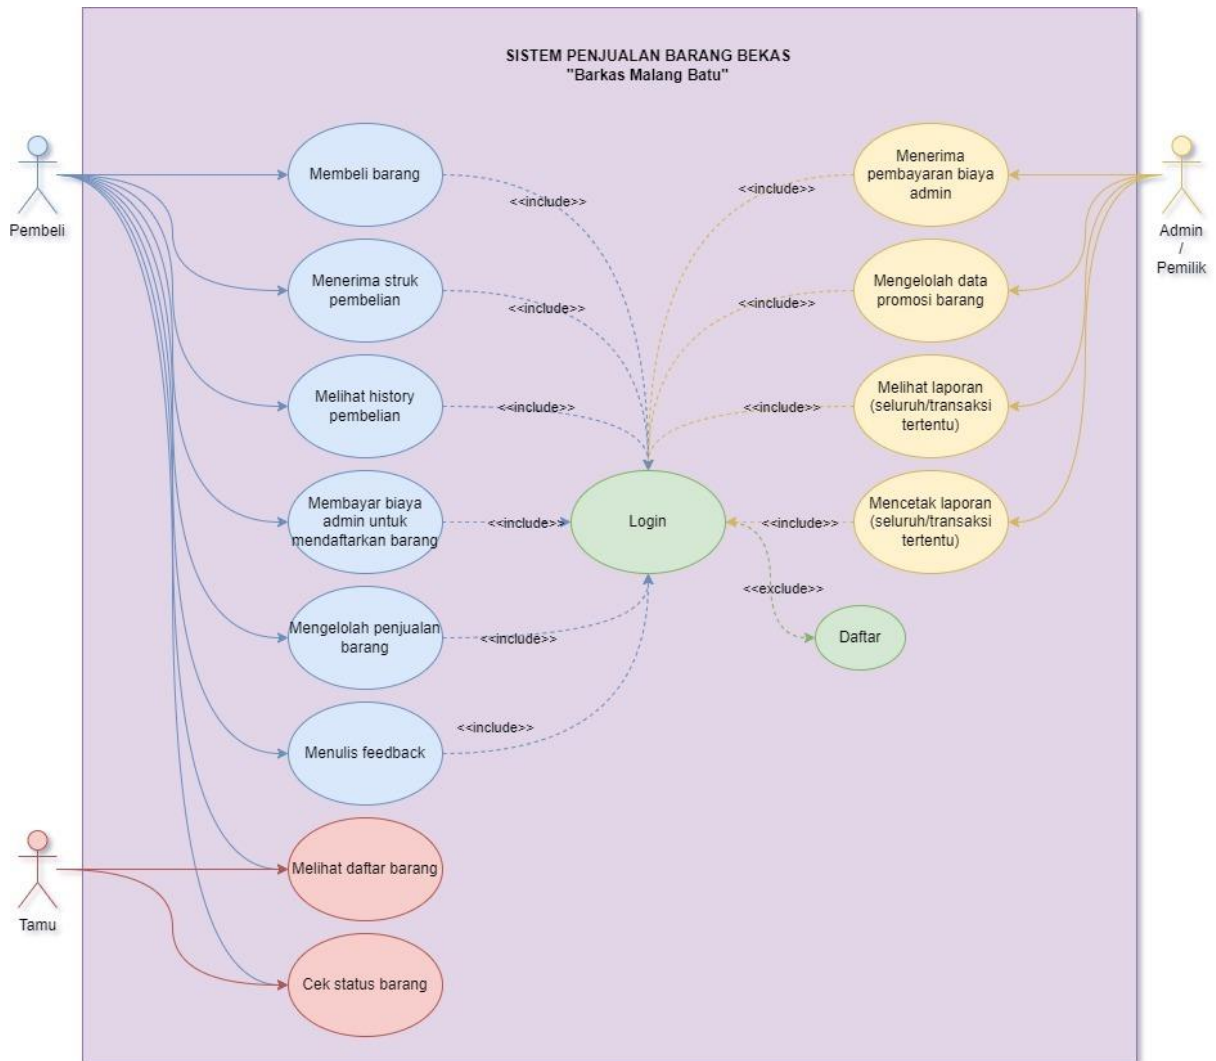 SISTEM PENJUALAN BARANG BEKAS
"Barkas Malang Batu"
Pembeli
Membeli barang
<<include>>
Menerima struk
pembelian
<<include>>
Melihat history
pembelian
<<include>>
Membayar biaya
admin untuk
mendaftarkan barang
<<include>>
Mengelolah penjualan
barang
<<include>>
Menulis feedback
<<include>>
Tamu
Melihat daftar barang
Cek status barang
Login
<<exclude>>
Daftar
Menerima
pembayaran biaya
admin
<<include>>
Mengelolah data
promosi barang
<<include>>
Melihat laporan
(seluruh/transaksi
tertentu)
<<include>>
Mencetak laporan
(seluruh/transaksi
tertentu)
<<include>>
Admin
/
Pemilik